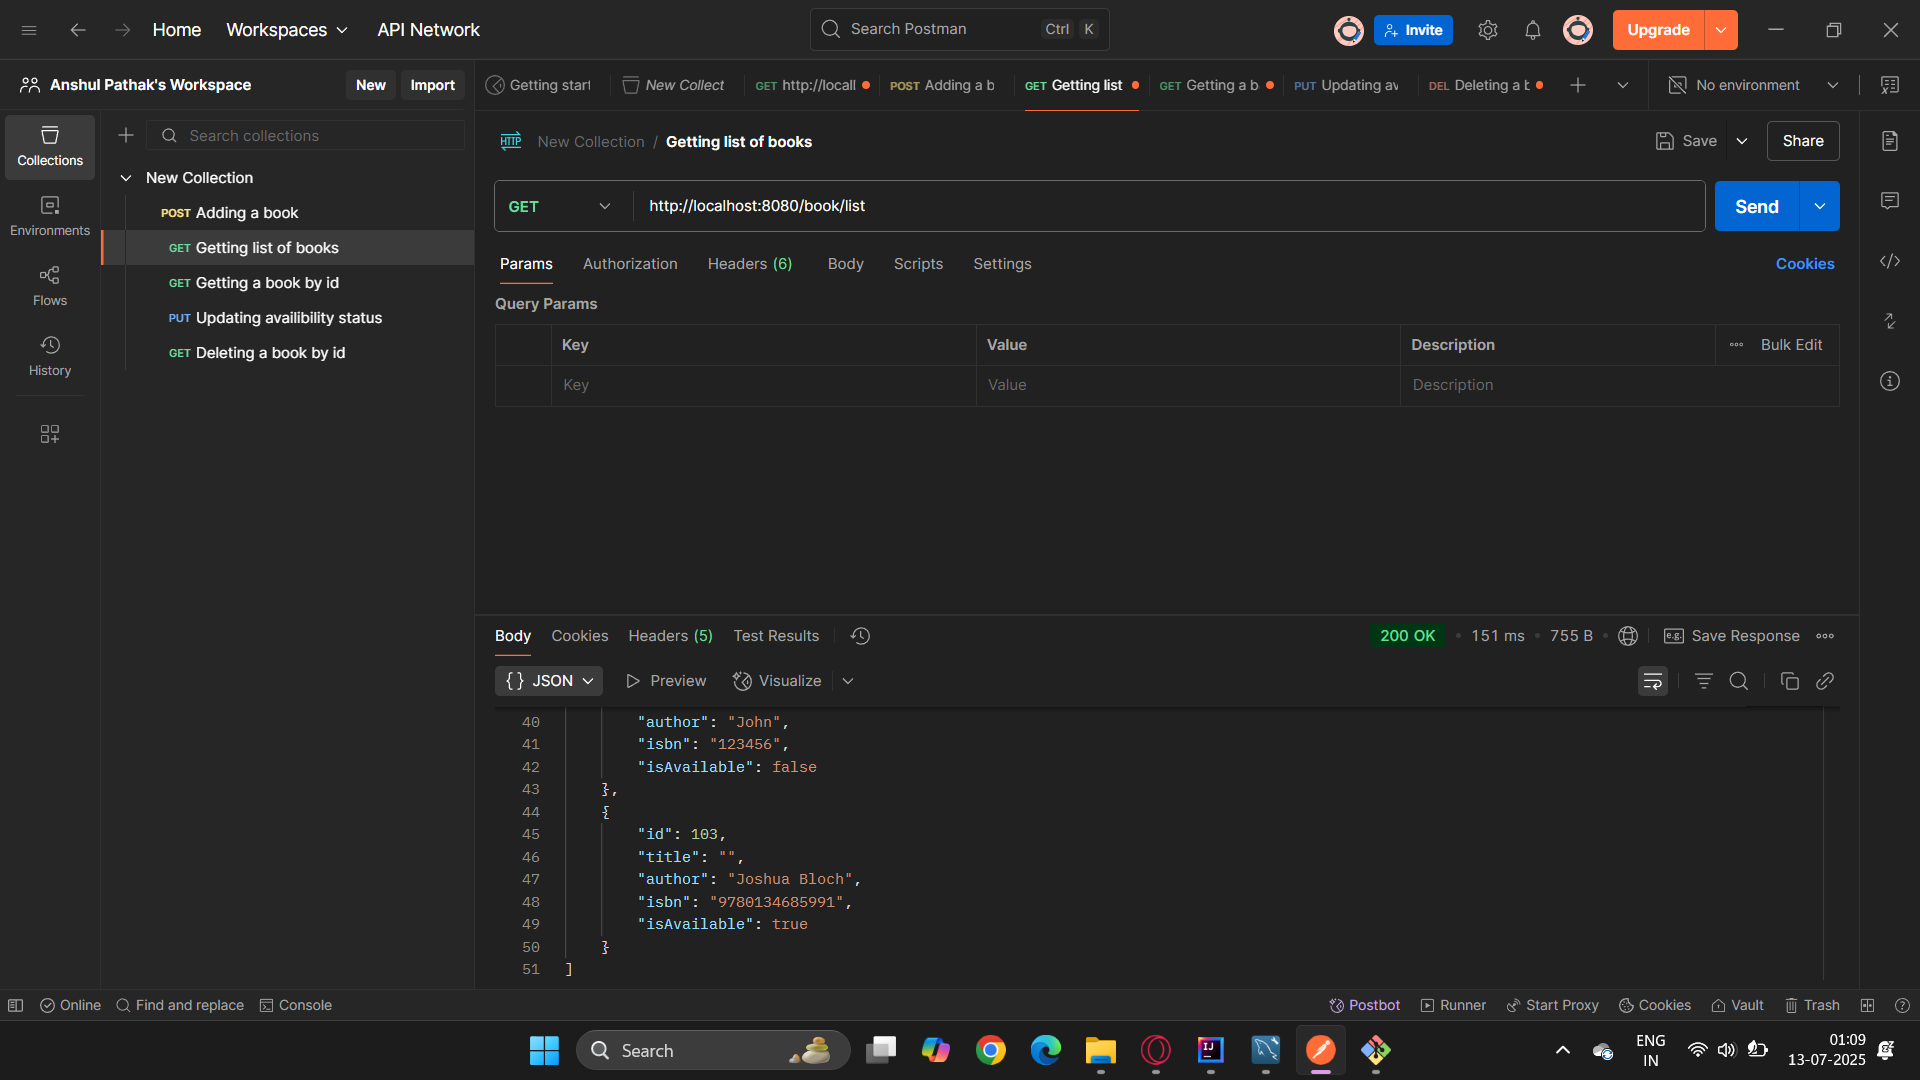 Home
Workspaces
API Network
Search Postman
Ctrl K
Invite
Upgrade
Anshul Pathak's Workspace
New
Import
Getting start
New Collect
GET http://locall
POST Adding a b
GET Getting list
GET Getting a b
PUT Updating av
DEL Deleting a b
No environment
Collections
Environments
Flows
History
Search collections
New Collection
POST Adding a book
GET Getting list of books
GET Getting a book by id
PUT Updating availibility status
GET Deleting a book by id
HTTP New Collection / Getting list of books
Save
Share
GET
http://localhost:8080/book/list
Send
Params
Authorization
Headers (6)
Body
Scripts
Settings
Cookies
Query Params
Key Value Description
Bulk Edit
Key Value Description
Body
Cookies
Headers (5)
Test Results
200 OK
151 ms
755 B
e.g. Save Response
{} JSON
Preview
Visualize
40 "author": "John",
41 "isbn": "123456",
42 "isAvailable": false
43 },
44 {
45 "id": 103,
46 "title": "",
47 "author": "Joshua Bloch",
48 "isbn": "9780134685991",
49 "isAvailable": true
50 }
51 ]
Online
Find and replace
Console
Postbot
Runner
Start Proxy
Cookies
Vault
Trash
Search
IJ
ENG
IN
01:09
13-07-2025